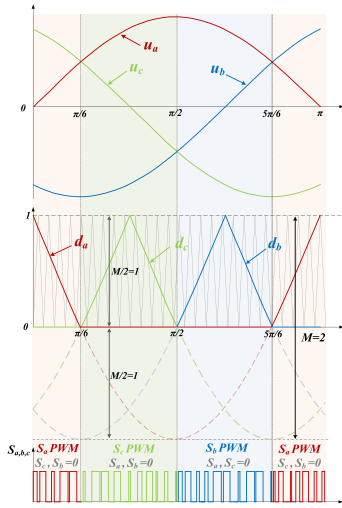 u_a
u_c
u_b
0
π/6
π/2
5π/6
π
1
d_a
d_c
d_b
M/2=1
0
π/6
π/2
5π/6
M=2
M/2=1
S_a,b,c
S_a PWM
S_c PWM
S_b PWM
S_a PWM
S_c, S_b=0
S_a, S_b=0
S_a, S_c=0
S_c, S_b=0